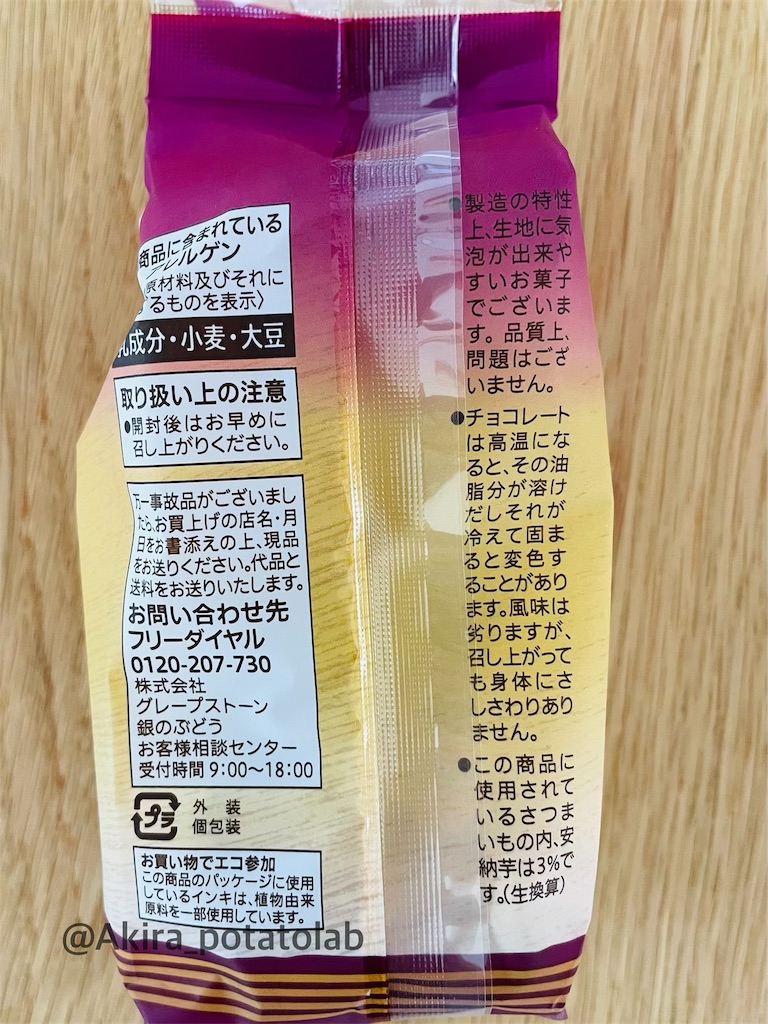 商品に含まれている
レルゲン
原材料及びそれに
るものを表示〉
乳成分・小麦・大豆
取り扱い上の注意
●開封後はお早めに
召し上がりください。
万一事故品がございまし
たら、お買上げの店名・月
日をお書添えの上、現品
をお送りください。代品と
送料をお送りいたします。
お問い合わせ先
フリーダイヤル
0120-207-730
株式会社
グレープストーン
銀のぶどう
お客様相談センター
受付時間 9:00〜18:00
プラ
外 装
個包装
お買い物でエコ参加
この商品のパッケージに使用
しているインキは、植物由来
原料を一部使用しています。
●製造の特性
上、生地に気
泡が出来や
すいお菓子
でございま
す。品質上、
問題はござ
いません。
●チョコレート
は高温にな
ると、その油
脂分が溶け
だしそれが
冷えて固ま
ると変色す
ることがあり
ます。風味は
劣りますが、
召し上がって
も身体にさ
しさわりあり
ません。
●この商品に
使用されて
いるさつま
いもの内、安
納芋は3%で
す。(生換算)
@Akira_potatolab